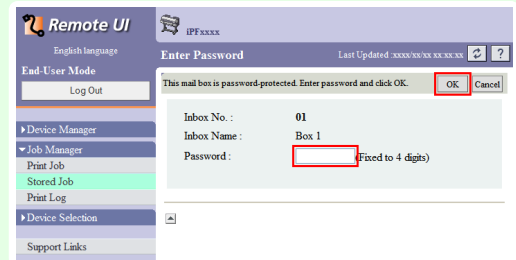 Remote UI
English language
End-User Mode
Log Out
Device Manager
Job Manager
Print Job
Stored Job
Print Log
Device Selection
Support Links
iPFxxxx
Enter Password
Last Updated :xxxx/xx/xx xx:xx:xx
?
This mail box is password-protected. Enter password and click OK.
OK
Cancel
Inbox No. : 01
Inbox Name : Box 1
Password : (Fixed to 4 digits)